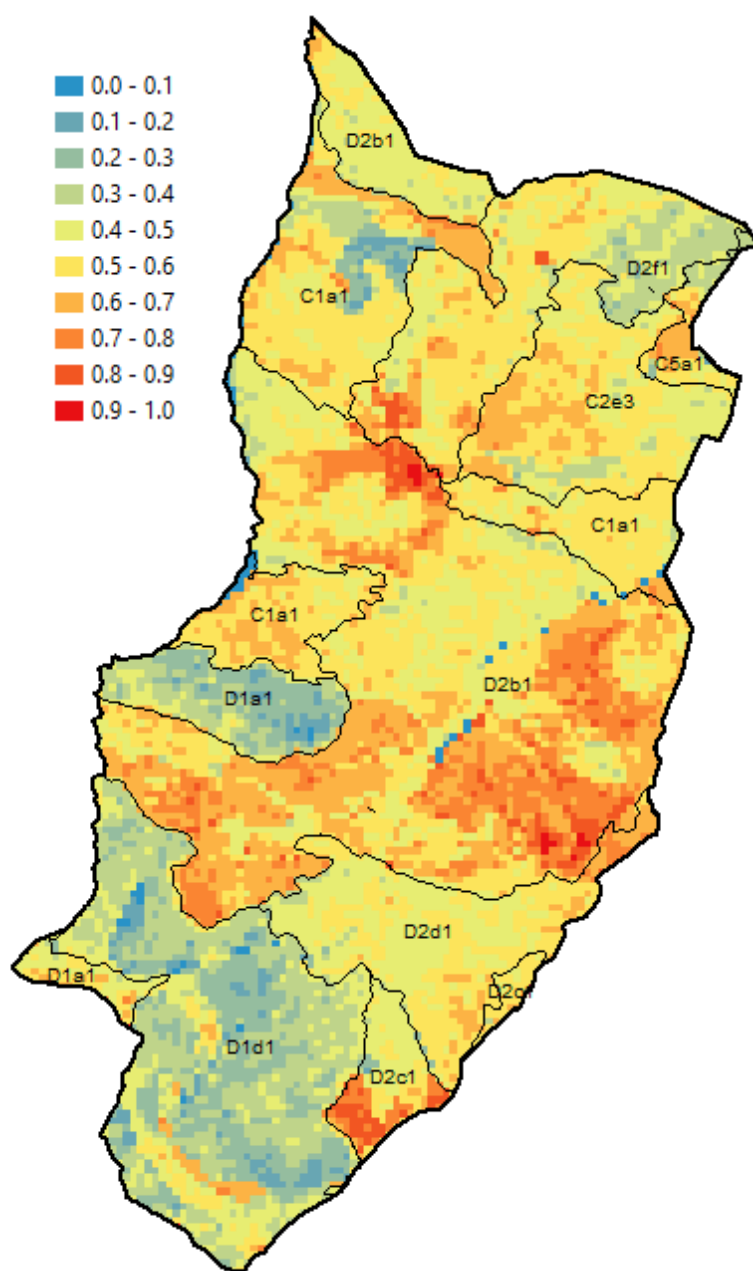 0.0 - 0.1
0.1 - 0.2
0.2 - 0.3
0.3 - 0.4
0.4 - 0.5
0.5 - 0.6
0.6 - 0.7
0.7 - 0.8
0.8 - 0.9
0.9 - 1.0
D2b1
D2f1
C1a1
C5a1
C2e3
C1a1
C1a1
D2b1
D1a1
D2d1
D1a1
D1d1
D2c1